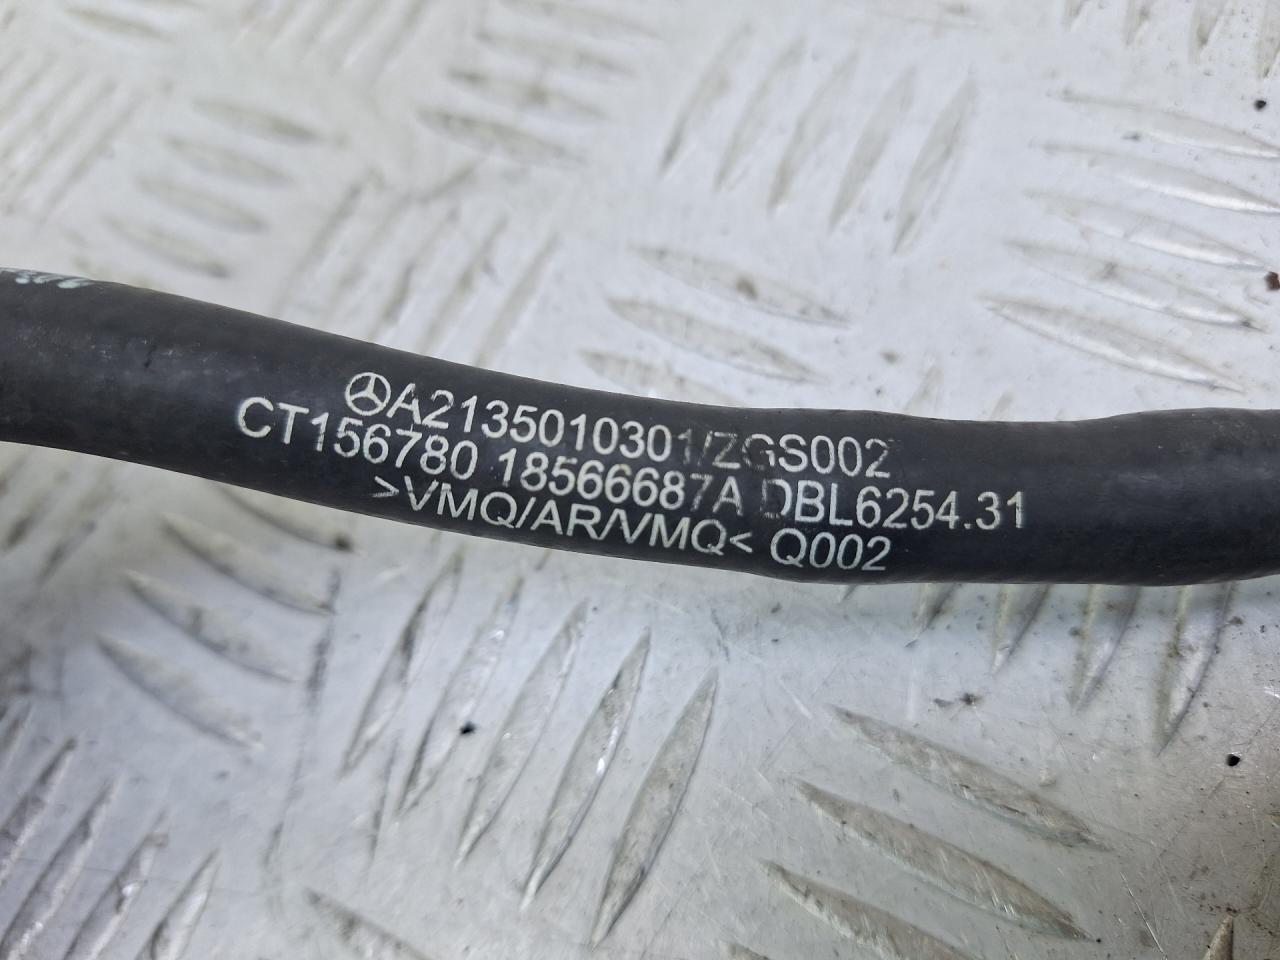 A2135010301/ZGS002
CT156780 18566687A DBL6254.31
>VMQ/AR/VMQ< Q002